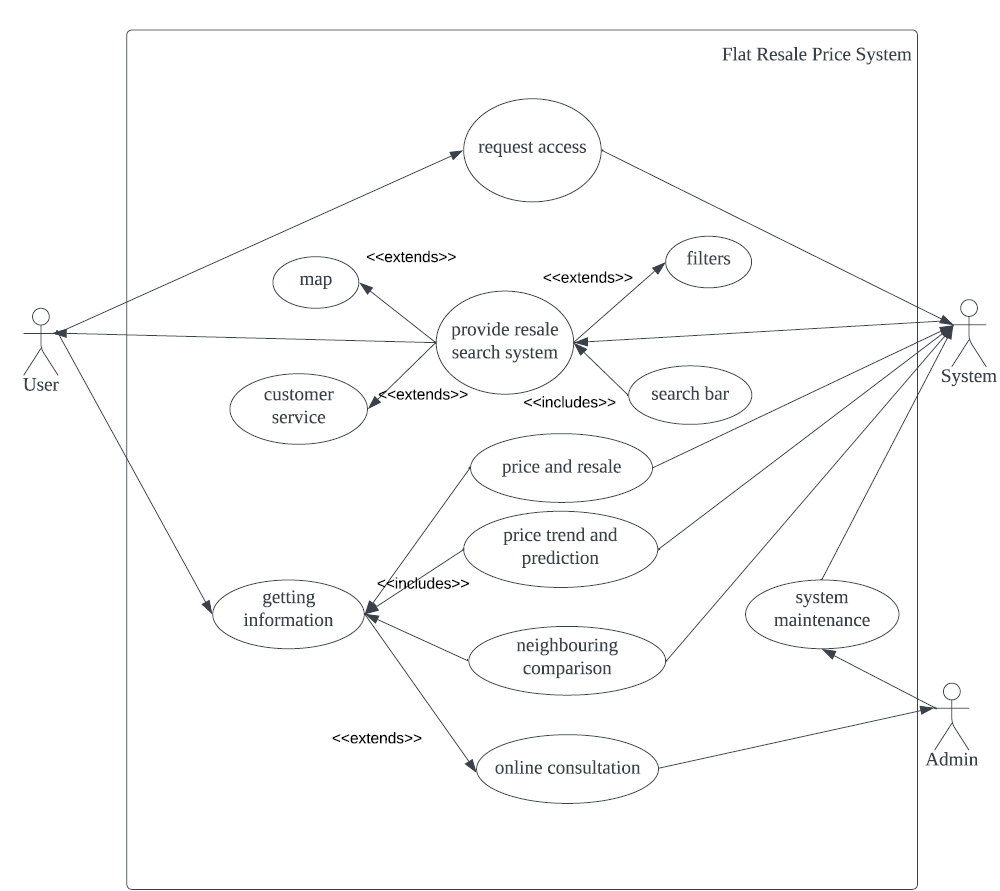 Flat Resale Price System
request access
<<extends>>
filters
map
<<extends>>
provide resale
search system
User
System
customer
service
<<extends>>
<<includes>>
search bar
price and resale
price trend and
prediction
<<includes>>
getting
information
system
maintenance
neighbouring
comparison
<<extends>>
online consultation
Admin